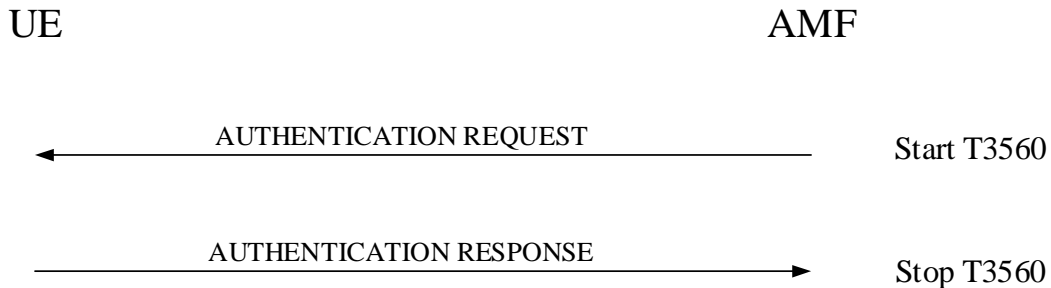 UE AMF
AUTHENTICATION REQUEST Start T3560
AUTHENTICATION RESPONSE Stop T3560